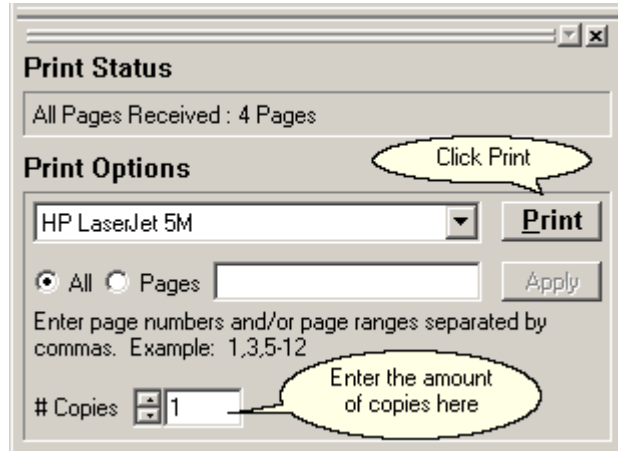 Print Status
All Pages Received : 4 Pages
Print Options
Click Print
HP LaserJet 5M
Print
All
Pages
Apply
Enter page numbers and/or page ranges separated by
commas. Example: 1,3,5-12
# Copies
1
Enter the amount
of copies here